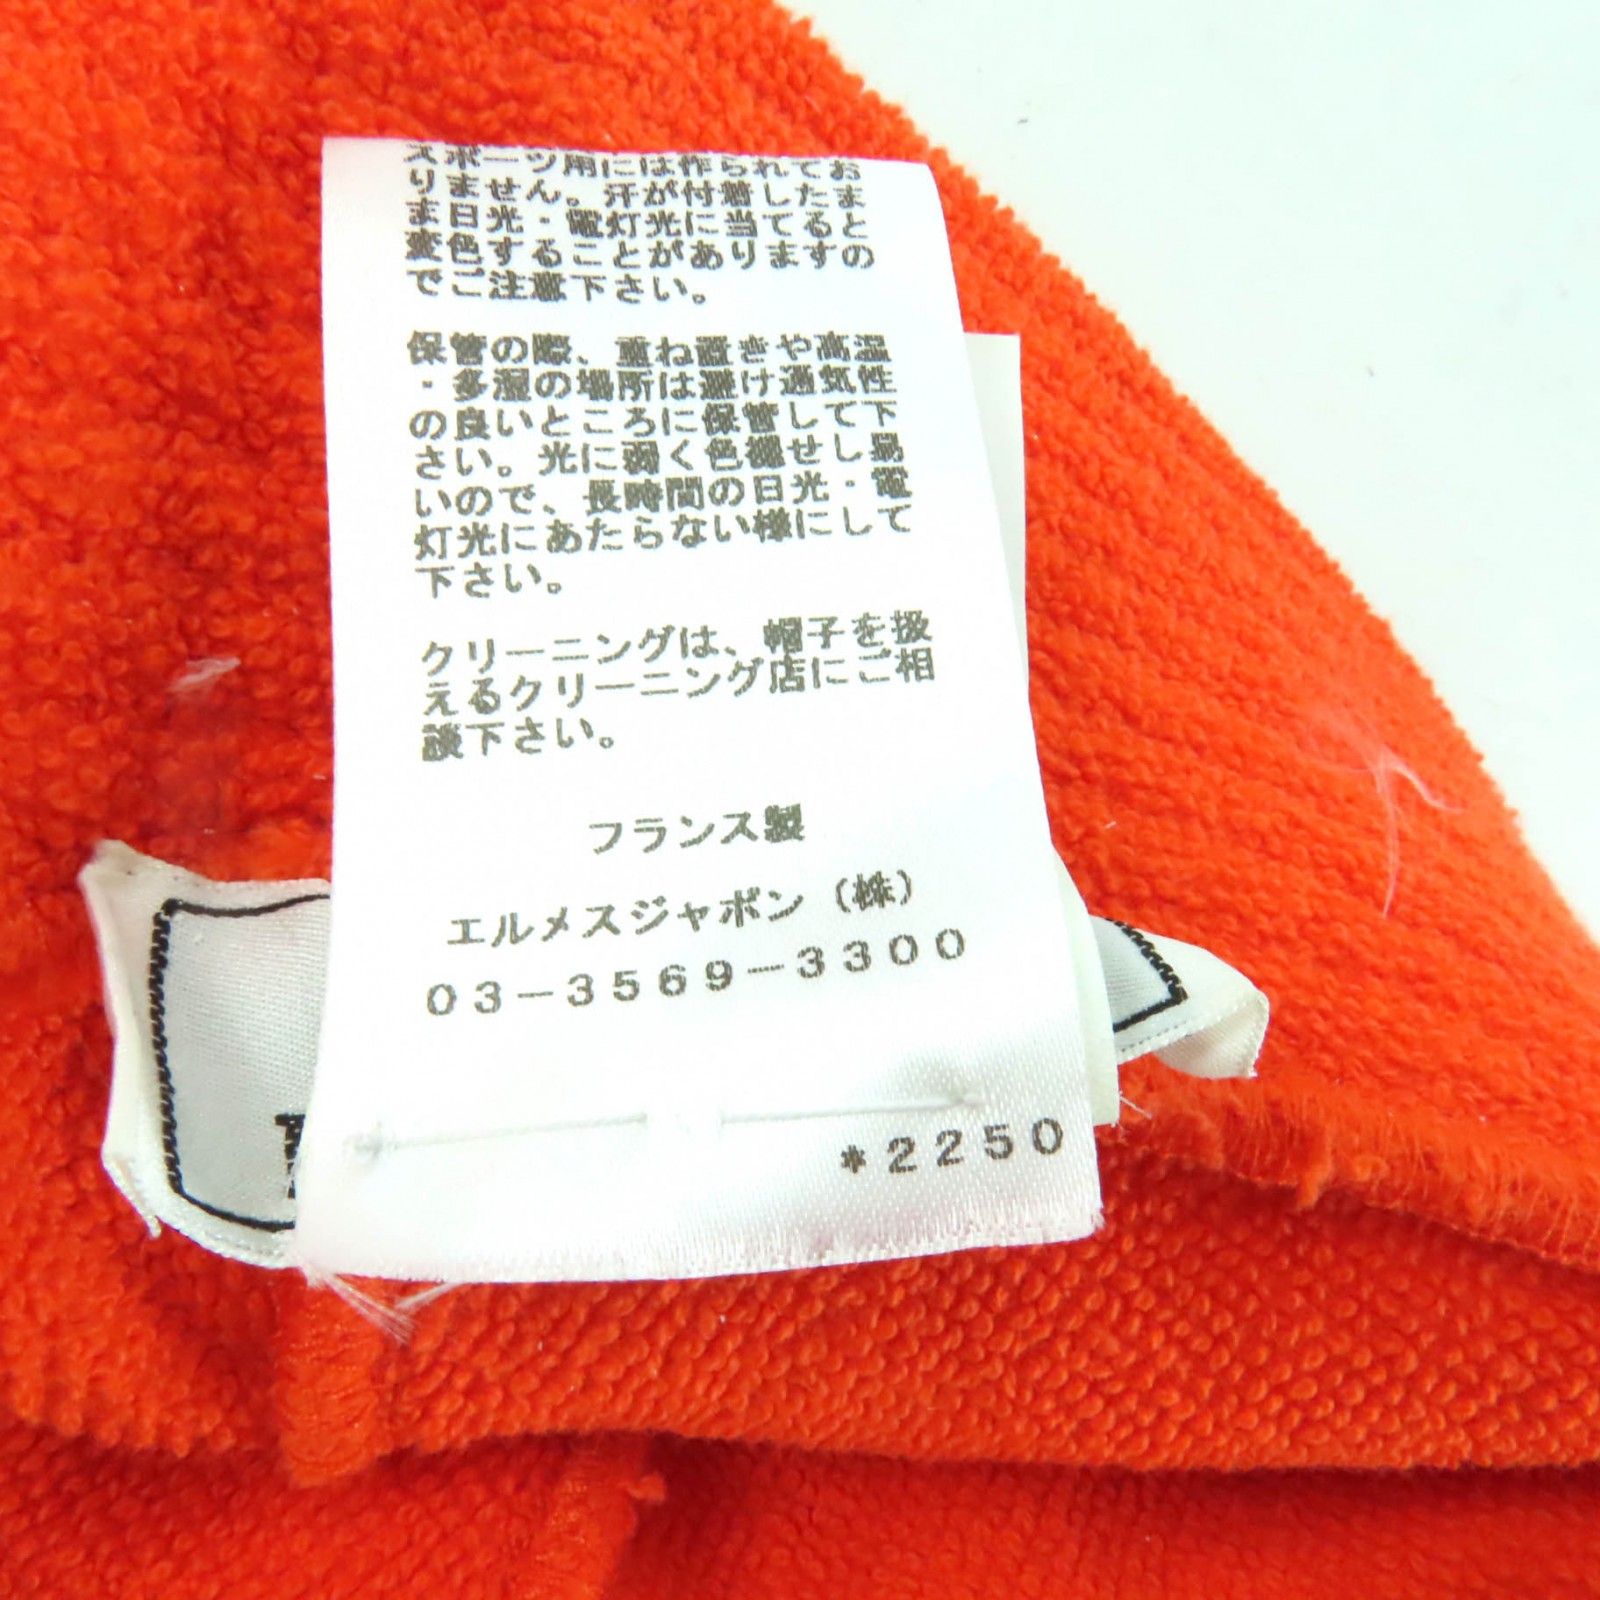 スポーツ用には作られてお
りません。汗が付着したま
ま日光・電灯光に当てると
変色することがありますの
でご注意下さい。
保管の際、重ね置きや高温
・多湿の場所は避け通気性
の良いところに保管して下
さい。光に弱く色褪せし易
いので、長時間の日光・電
灯光にあたらない様にして
下さい。
クリーニングは、帽子を扱
えるクリーニング店にご相
談下さい。
フランス製
エルメスジャポン（株）
03-3569-3300
*2250